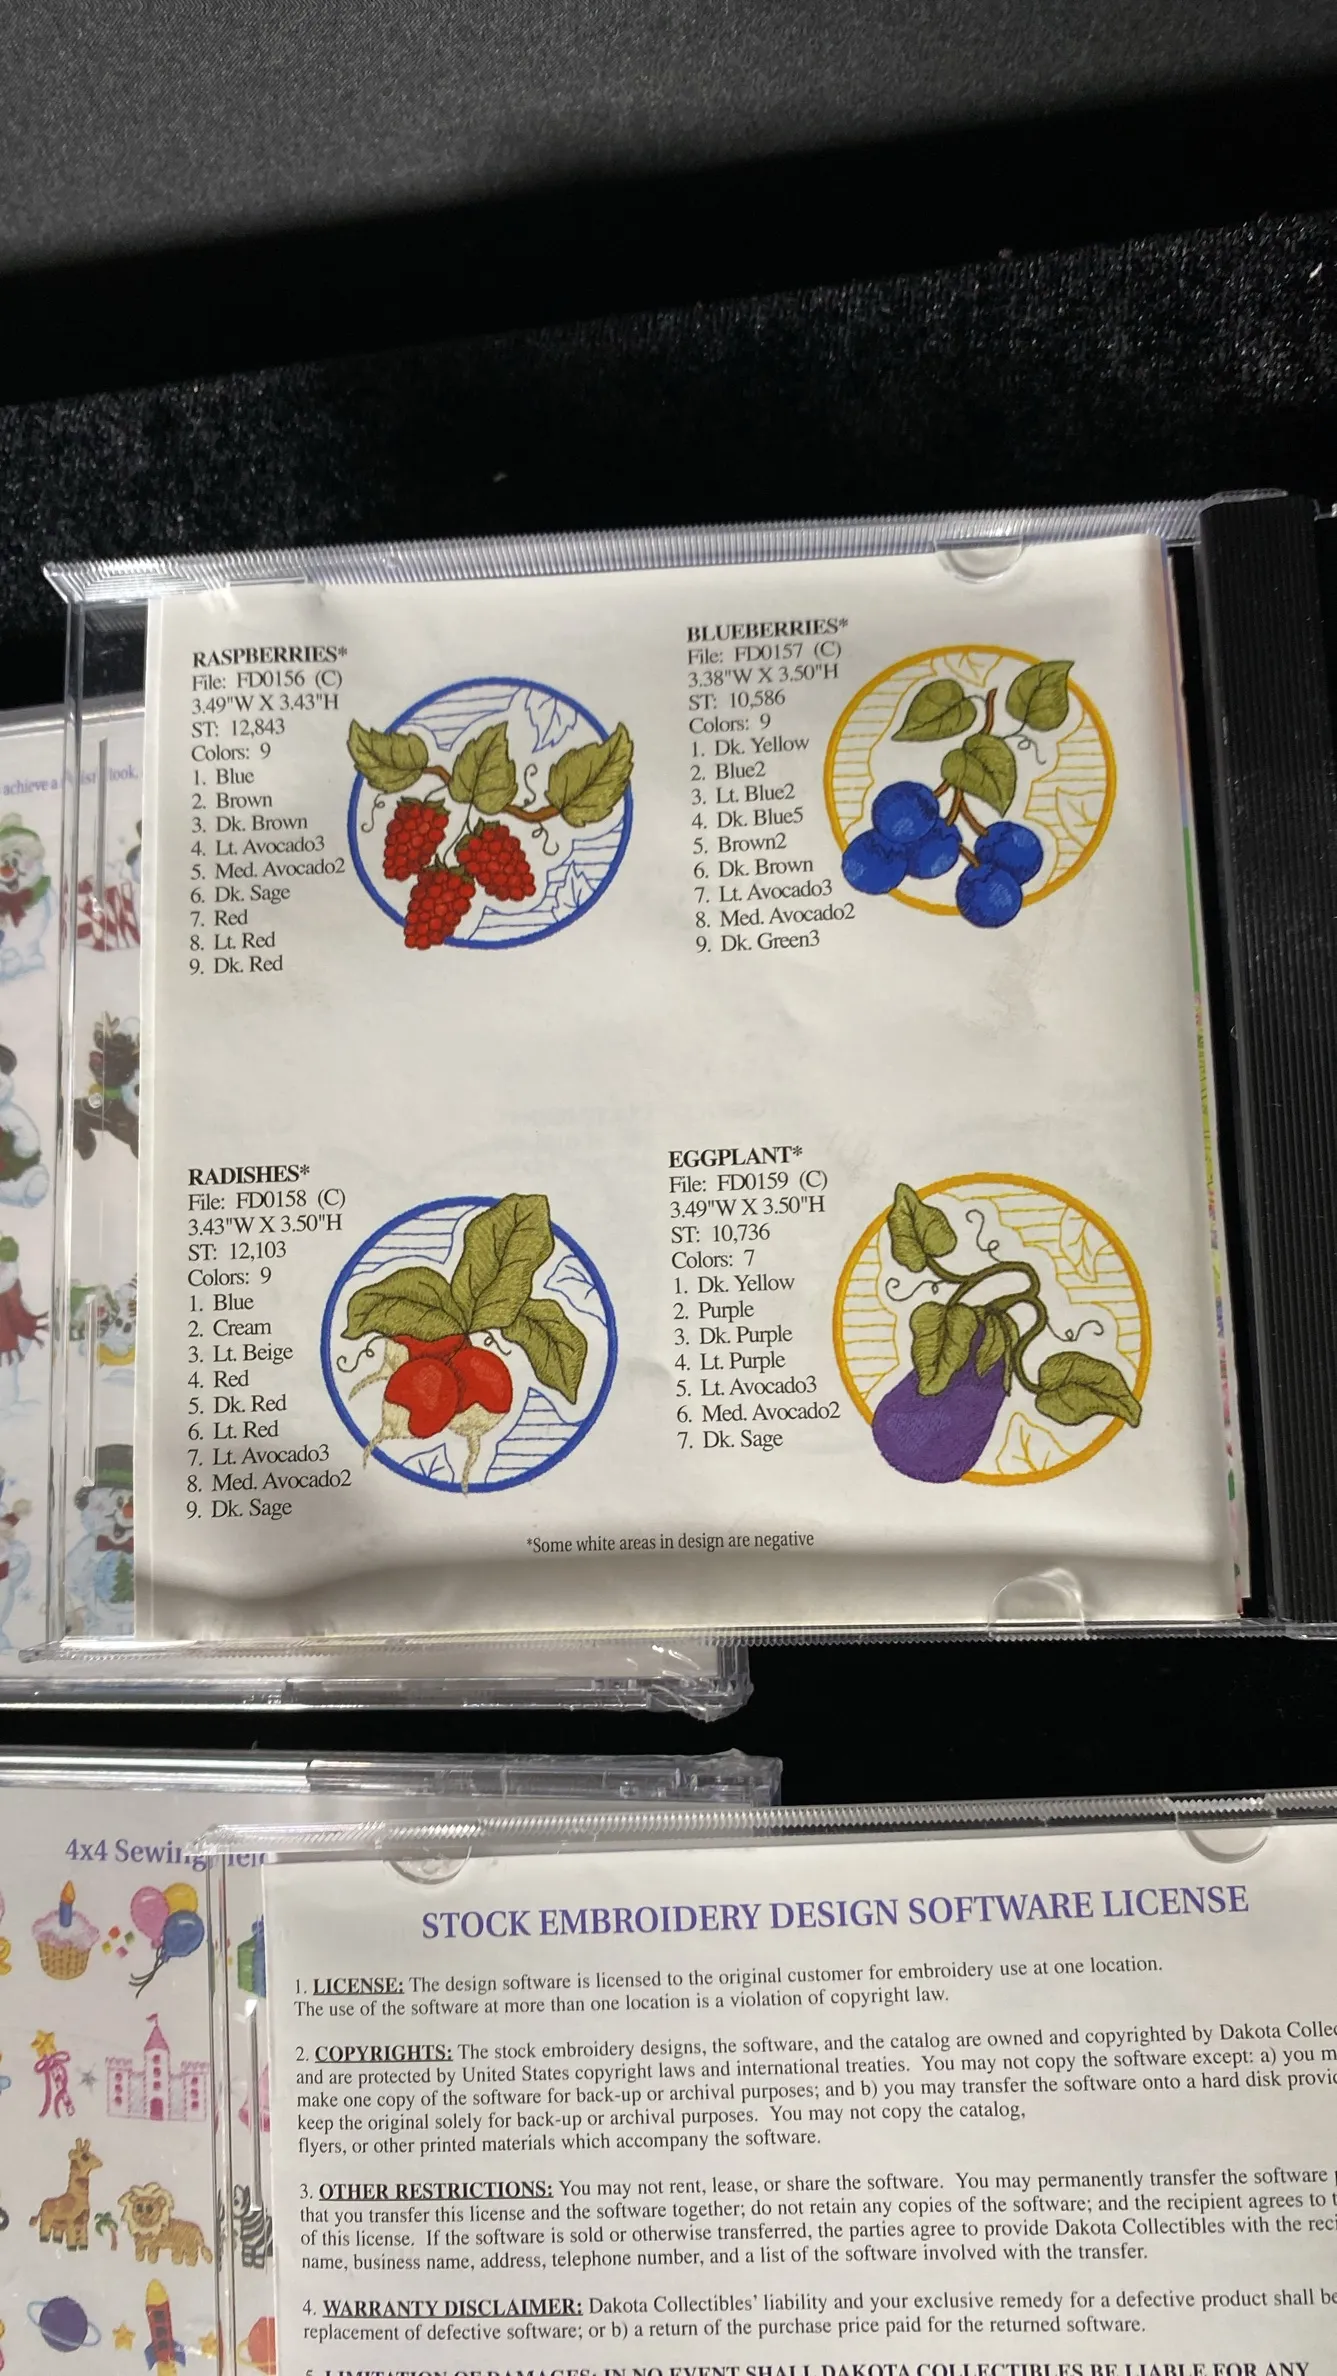 achieve a
look,
RASPBERRIES*
File: FD0156 (C)
3.49"W X 3.43"H
ST: 12,843
Colors: 9
1. Blue
2. Brown
3. Dk. Brown
4. Lt. Avocado3
5. Med. Avocado2
6. Dk. Sage
7. Red
8. Lt. Red
9. Dk. Red
BLUEBERRIES*
File: FD0157 (C)
3.38"W X 3.50"H
ST: 10,586
Colors: 9
1. Dk. Yellow
2. Blue2
3. Lt. Blue2
4. Dk. Blue5
5. Brown2
6. Dk. Brown
7. Lt. Avocado3
8. Med. Avocado2
9. Dk. Green3
RADISHES*
File: FD0158 (C)
3.43"W X 3.50"H
ST: 12,103
Colors: 9
1. Blue
2. Cream
3. Lt. Beige
4. Red
5. Dk. Red
6. Lt. Red
7. Lt. Avocado3
8. Med. Avocado2
9. Dk. Sage
EGGPLANT*
File: FD0159 (C)
3.49"W X 3.50"H
ST: 10,736
Colors: 7
1. Dk. Yellow
2. Purple
3. Dk. Purple
4. Lt. Purple
5. Lt. Avocado3
6. Med. Avocado2
7. Dk. Sage
*Some white areas in design are negative
4x4 Sewing
STOCK EMBROIDERY DESIGN SOFTWARE LICENSE
1. LICENSE: The design software is licensed to the original customer for embroidery use at one location.
The use of the software at more than one location is a violation of copyright law.
2. COPYRIGHTS: The stock embroidery designs, the software, and the catalog are owned and copyrighted by Dakota Collec
and are protected by United States copyright laws and international treaties. You may not copy the software except: a) you m
make one copy of the software for back-up or archival purposes; and b) you may transfer the software onto a hard disk provid
keep the original solely for back-up or archival purposes. You may not copy the catalog,
flyers, or other printed materials which accompany the software.
3. OTHER RESTRICTIONS: You may not rent, lease, or share the software. You may permanently transfer the software
that you transfer this license and the software together; do not retain any copies of the software; and the recipient agrees to t
of this license. If the software is sold or otherwise transferred, the parties agree to provide Dakota Collectibles with the reci
name, business name, address, telephone number, and a list of the software involved with the transfer.
4. WARRANTY DISCLAIMER: Dakota Collectibles' liability and your exclusive remedy for a defective product shall be
replacement of defective software; or b) a return of the purchase price paid for the returned software.
5. LIMITATION OF DAMAGES: IN NO EVENT SHALL DAKOTA COLLECTIBLES BE LIABLE FOR ANY